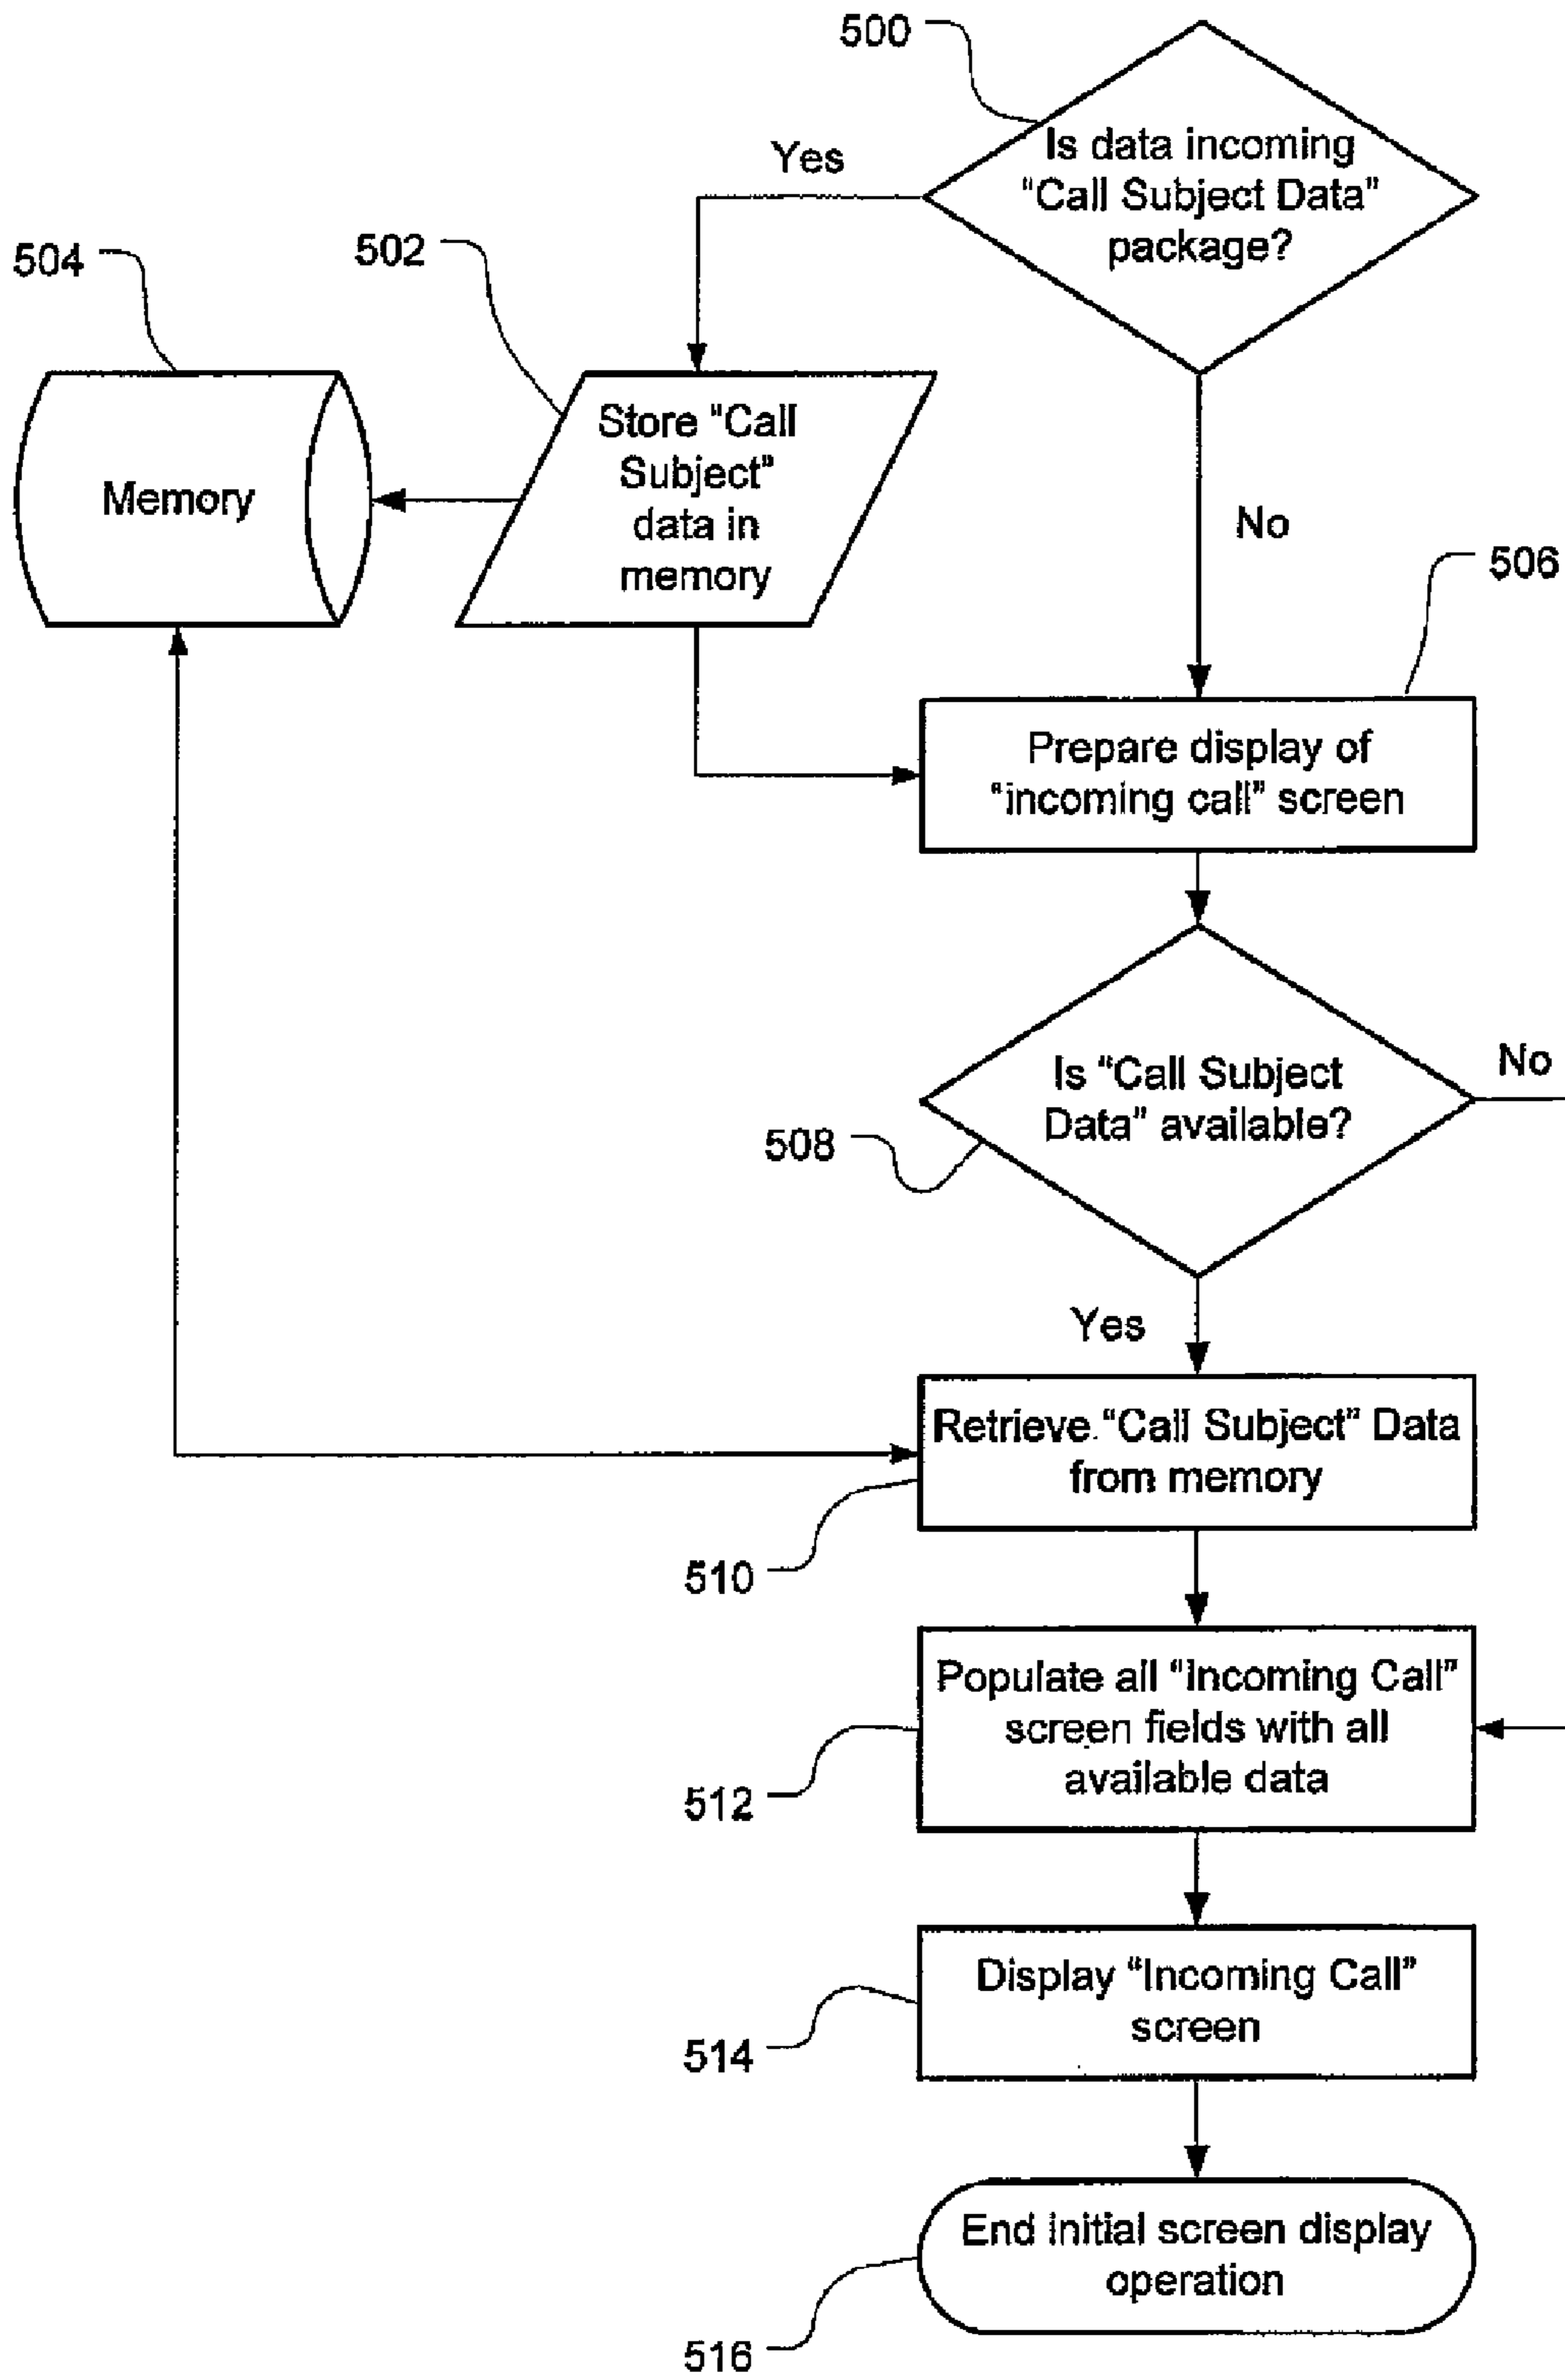 500
Is data incoming
“Call Subject Data”
package?
Yes
504
502
Store “Call
Subject”
data in
memory
Memory
No
506
Prepare display of
“incoming call” screen
Is “Call Subject
Data” available?
No
508
Yes
Retrieve “Call Subject” Data
from memory
510
Populate all “Incoming Call”
screen fields with all
available data
512
Display “Incoming Call”
screen
514
End initial screen display
operation
516